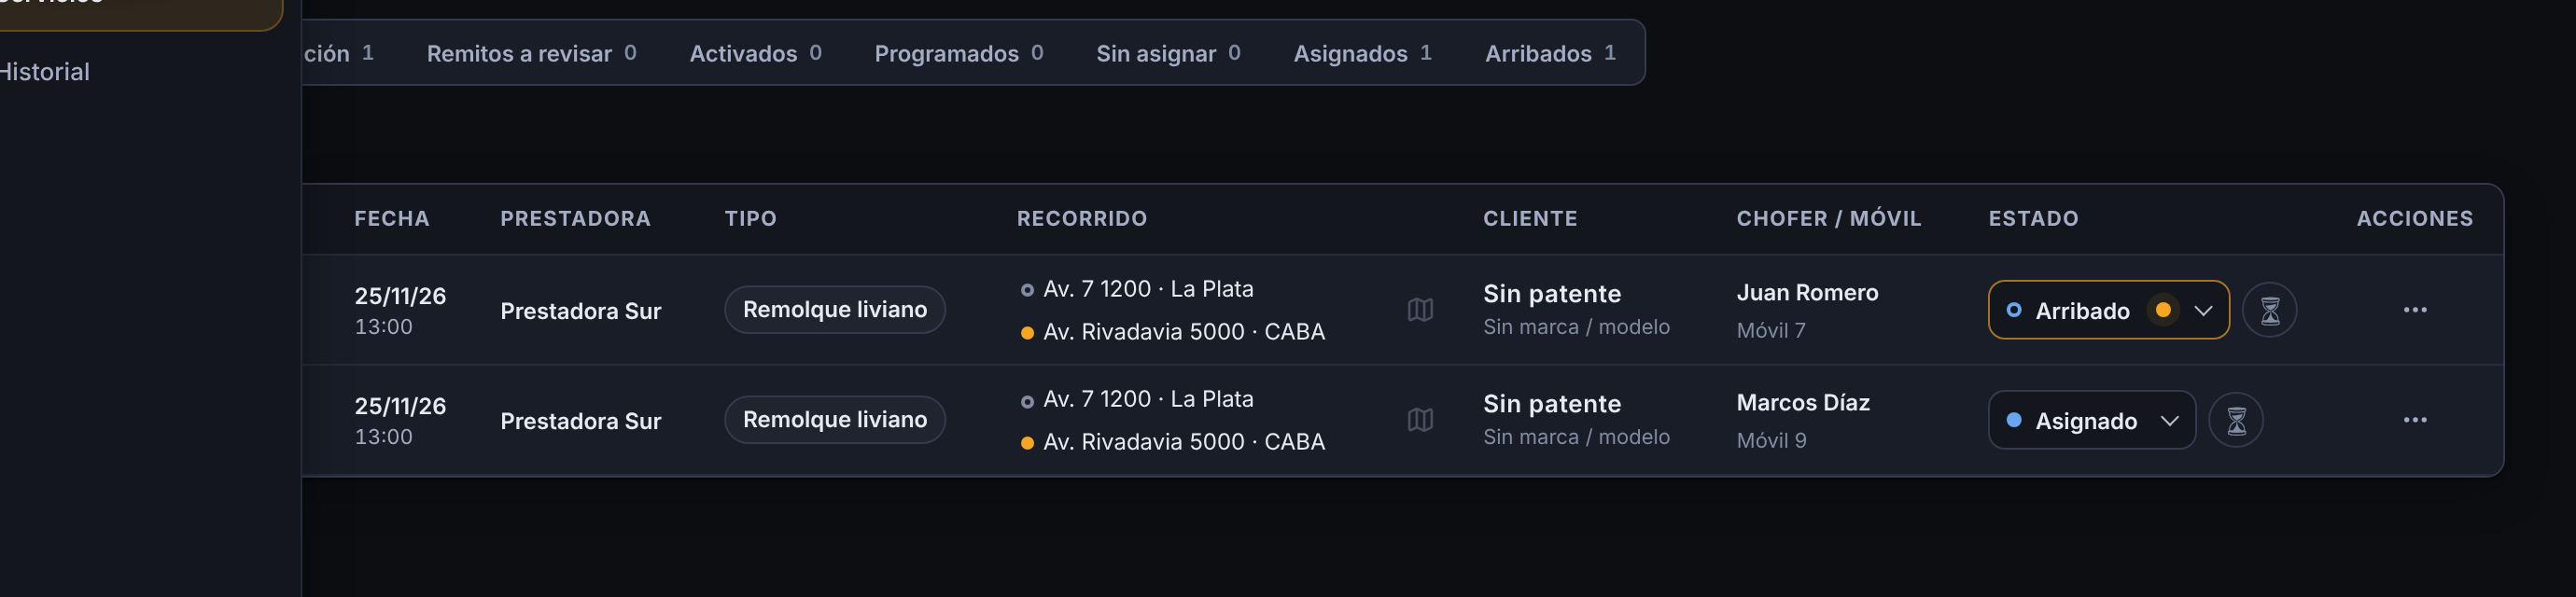 Historial
ción 1 Remitos a revisar 0 Activados 0 Programados 0 Sin asignar 0 Asignados 1 Arribados 1
FECHA PRESTADORA TIPO RECORRIDO CLIENTE CHOFER / MÓVIL ESTADO ACCIONES
25/11/26
13:00
Prestadora Sur
Remolque liviano
Av. 7 1200 · La Plata
Av. Rivadavia 5000 · CABA
Sin patente
Sin marca / modelo
Juan Romero
Móvil 7
Arribado
25/11/26
13:00
Prestadora Sur
Remolque liviano
Av. 7 1200 · La Plata
Av. Rivadavia 5000 · CABA
Sin patente
Sin marca / modelo
Marcos Díaz
Móvil 9
Asignado